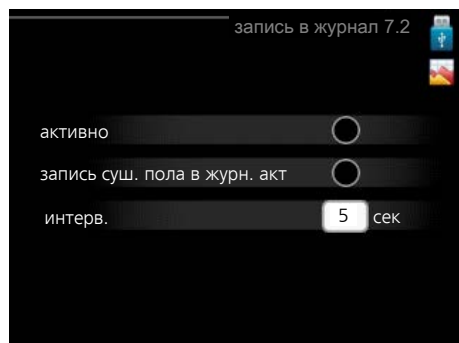 запись в журнал 7.2
активно
запись суш. пола в журн. акт
интерв. 5 сек